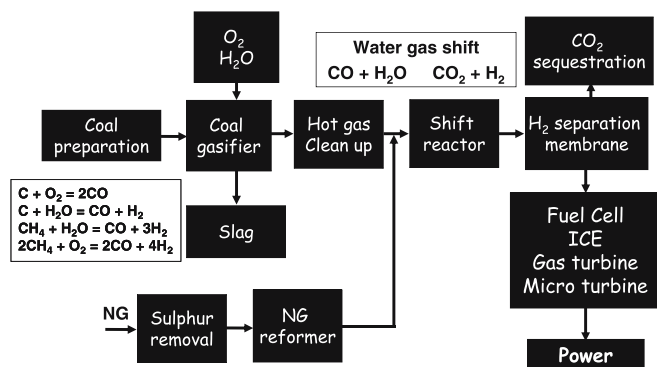 O₂
H₂O
Water gas shift
CO + H₂O CO₂ + H₂
CO₂
sequestration
Coal
preparation
Coal
gasifier
Hot gas
Clean up
Shift
reactor
H₂ separation
membrane
C + O₂ = 2CO
C + H₂O = CO + H₂
CH₄ + H₂O = CO + 3H₂
2CH₄ + O₂ = 2CO + 4H₂
Slag
Fuel Cell
ICE
Gas turbine
Micro turbine
NG
Sulphur
removal
NG
reformer
Power